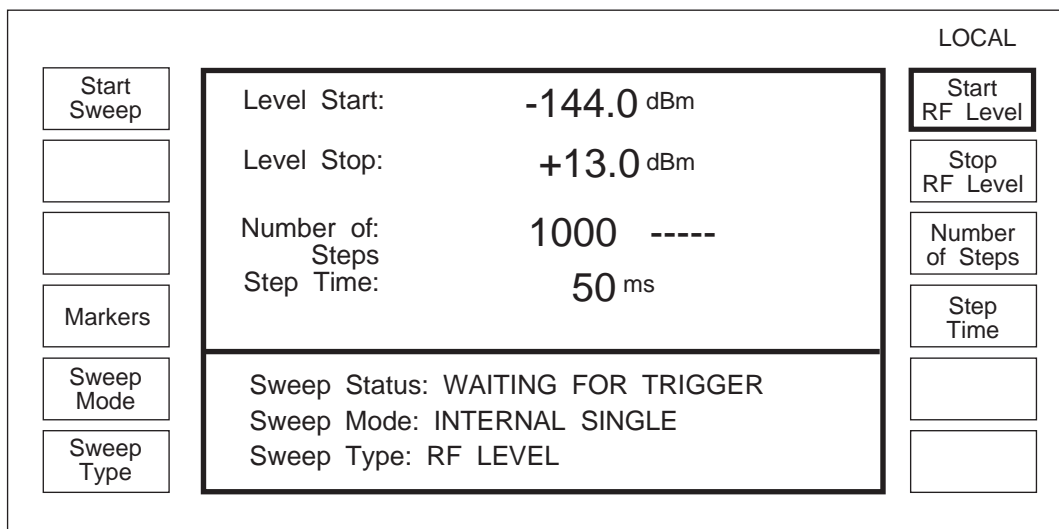 LOCAL
Start
Sweep
Markers
Sweep
Mode
Sweep
Type
Level Start: -144.0 dBm
Level Stop: +13.0 dBm
Number of: 1000 -----
Steps
Step Time: 50 ms
Sweep Status: WAITING FOR TRIGGER
Sweep Mode: INTERNAL SINGLE
Sweep Type: RF LEVEL
Start
RF Level
Stop
RF Level
Number
of Steps
Step
Time